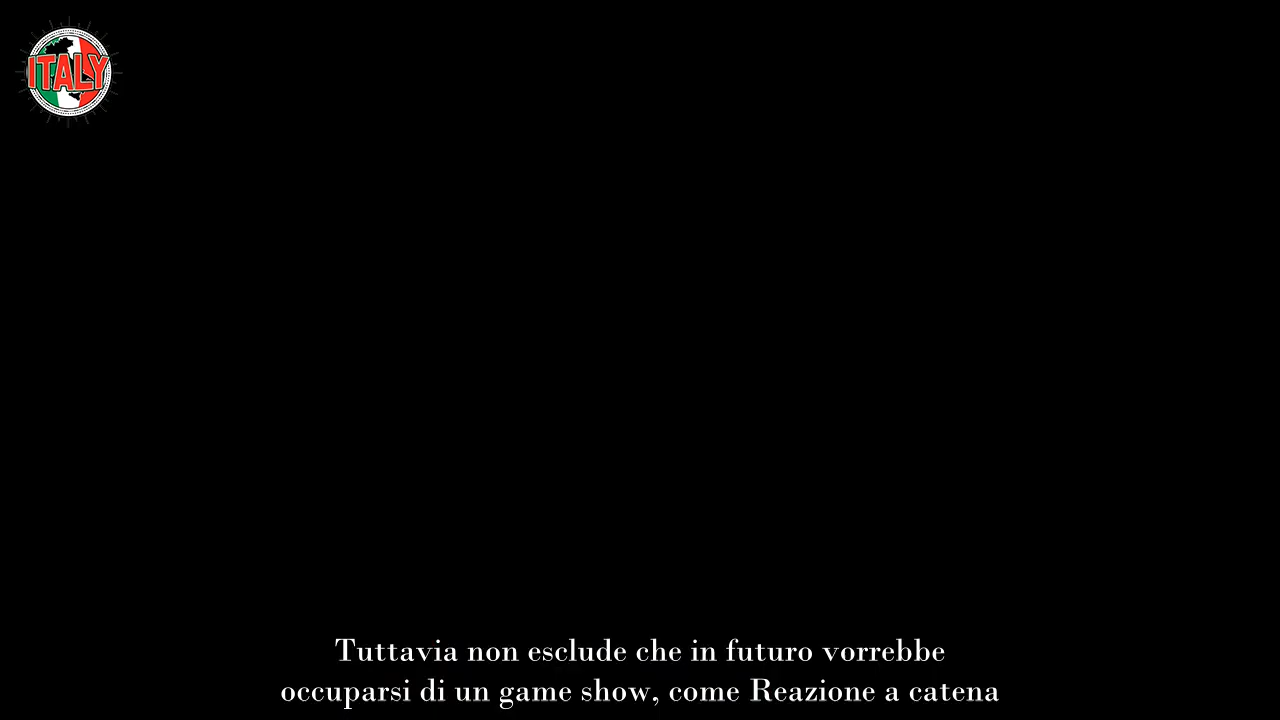 ITALY
Tuttavia non esclude che in futuro vorrebbe
occuparsi di un game show, come Reazione a catena